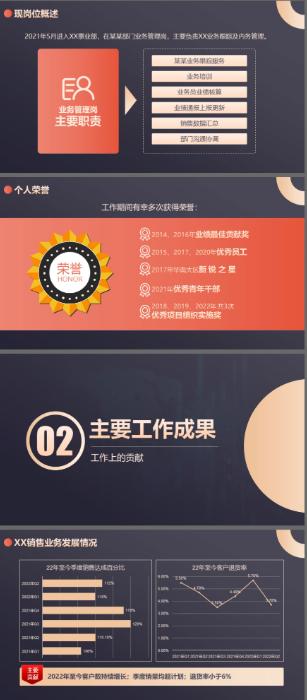 现岗位概述
2021年5月进入XX事业部，在某某部门业务管理岗，主要负责XX业务跟踪及内务管理。
业务管理岗
主要职责
某某业务跟踪服务
业务培训
业务员业绩核算
业绩通报上报更新
销售数据汇总
部门沟通协调
个人荣誉
工作期间有幸多次获得荣誉：
荣誉
HONOR
2014、2016年业绩最佳贡献奖
2015、2017、2020年优秀员工
2017年华南大区新 锐 之 星
2021年优秀青年干部
2018、2019、2022年 共3次
优秀项目组织实施奖
02
主要工作成果
工作上的贡献
XX销售业务发展情况
22年至今季度销售达成百分比
22年至今客户退货率
主要
贡献
2022年至今客户数持续增长；季度销量均超计划；退货率小于6%